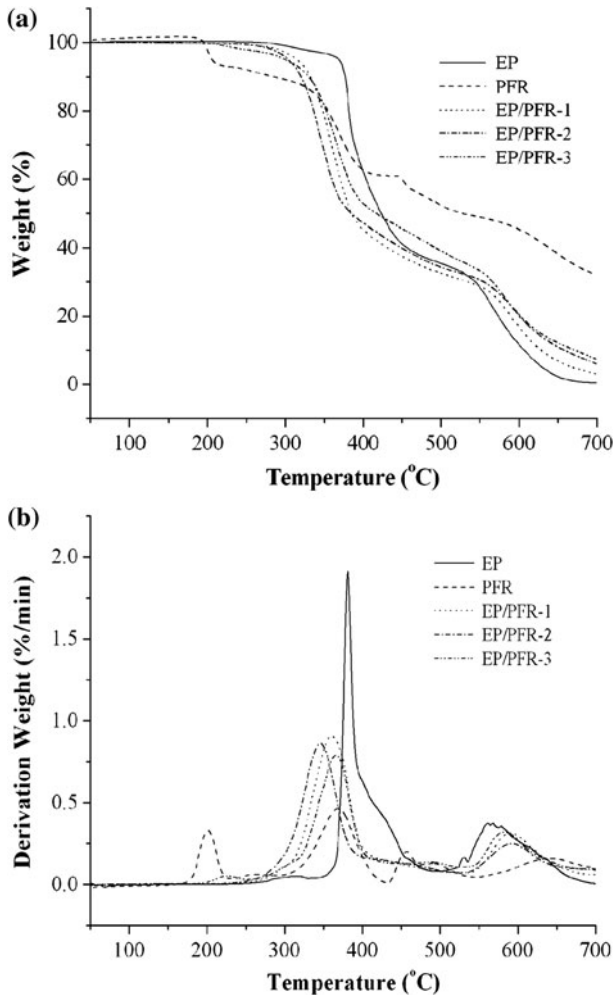 (a)
100
80
60
40
20
0
Weight (%)
EP
PFR
EP/PFR-1
EP/PFR-2
EP/PFR-3
100 200 300 400 500 600 700
Temperature (°C)
(b)
2.0
1.5
1.0
0.5
0.0
Derivation Weight (%/min)
EP
PFR
EP/PFR-1
EP/PFR-2
EP/PFR-3
100 200 300 400 500 600 700
Temperature (°C)